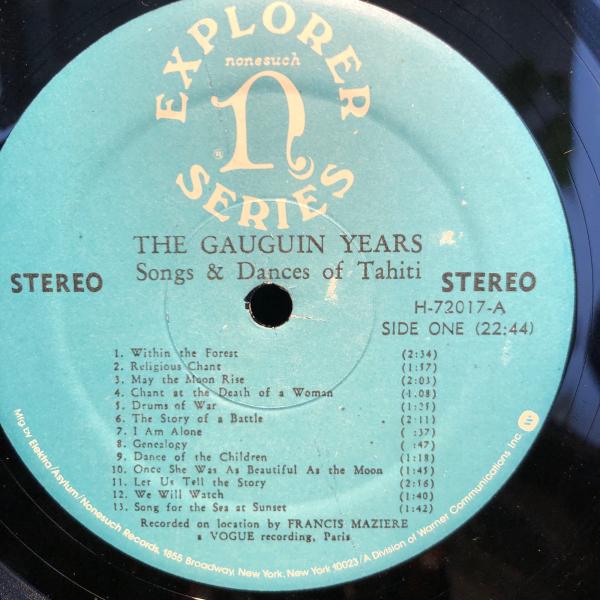 EXPLORER
nonesuch
n
®
SERIES
THE GAUGUIN YEARS
Songs & Dances of Tahiti
STEREO
STEREO
H-72017-A
SIDE ONE (22:44)
1. Within the Forest (2:34)
2. Religious Chant (1:57)
3. May the Moon Rise (2:03)
4. Chant at the Death of a Woman (1.08)
5. Drums of War (1:25)
6. The Story of a Battle (2:11)
7. I Am Alone ( :37)
8. Genealogy ( :47)
9. Dance of the Children (1:18)
10. Once She Was As Beautiful As the Moon (1:45)
11. Let Us Tell the Story (2:16)
12. We Will Watch (1:40)
13. Song for the Sea at Sunset (1:42)
Recorded on location by FRANCIS MAZIERE
a VOGUE recording, Paris
Mfg by Elektra/Asylum/Nonesuch Records, 1855 Broadway, New York, New York 10023/A Division of Warner Communications Inc.